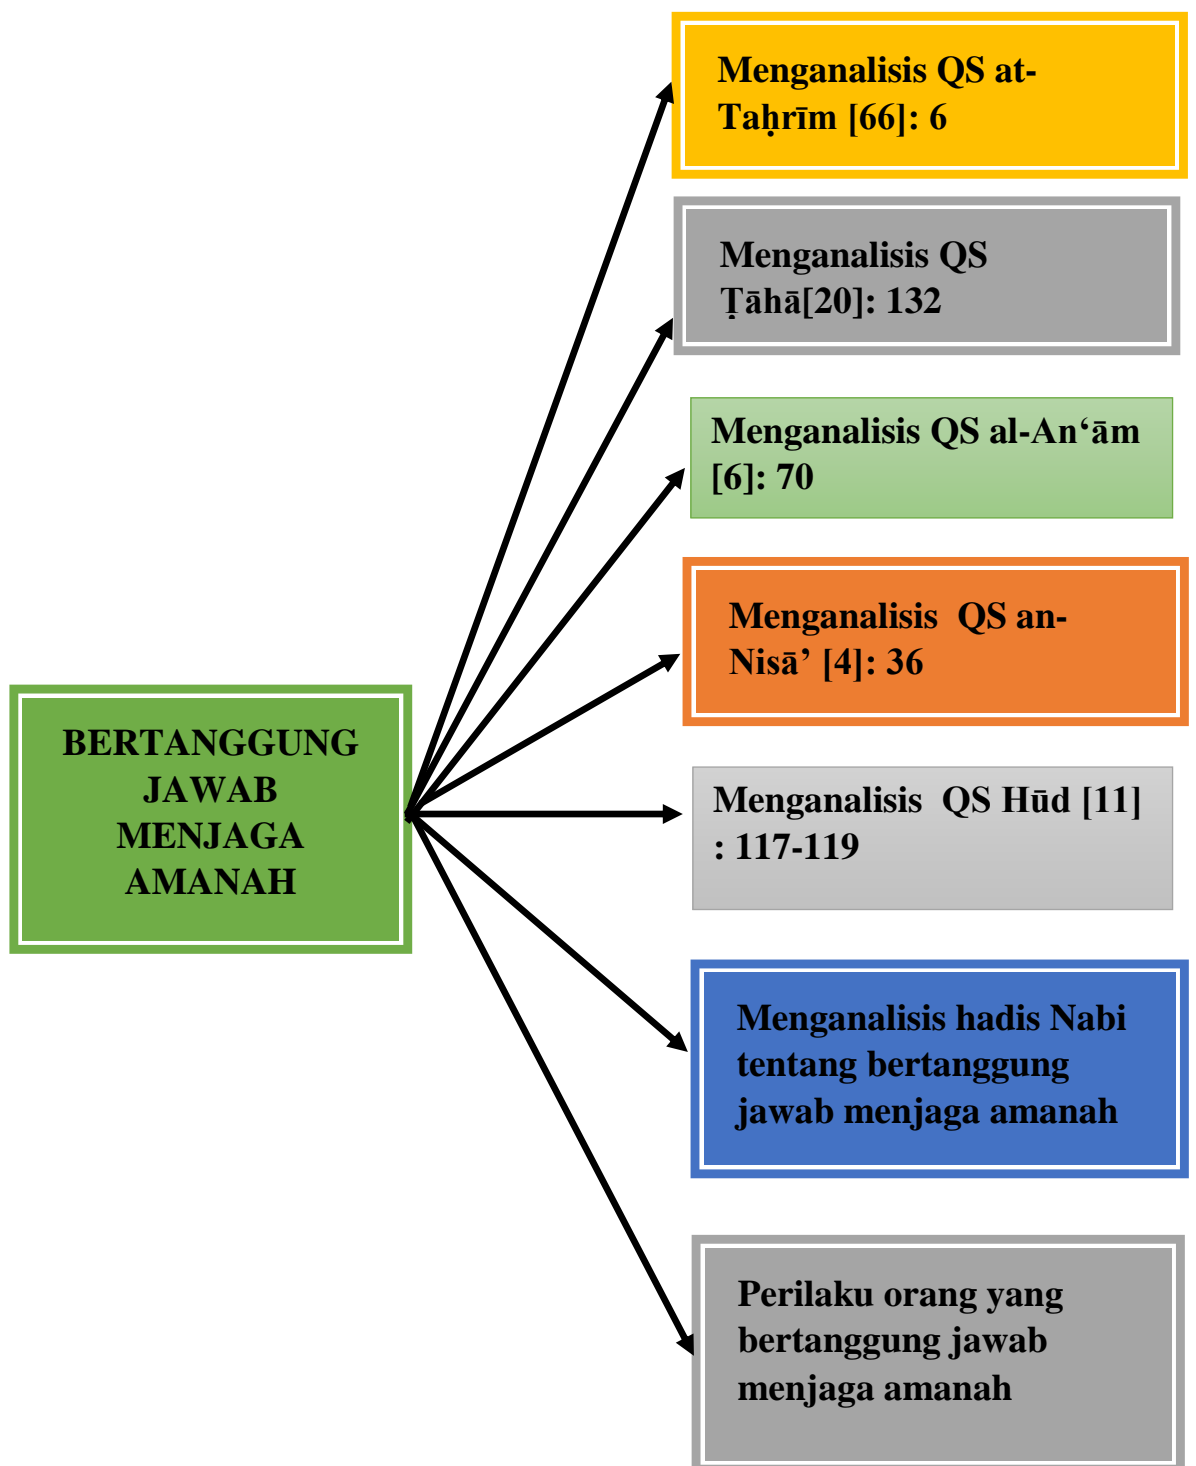 Menganalisis QS at-
Taḥrīm [66]: 6
Menganalisis QS
Ṭāhā[20]: 132
Menganalisis QS al-An‘ām
[6]: 70
Menganalisis  QS an-
Nisā’ [4]: 36
BERTANGGUNG
JAWAB
MENJAGA
AMANAH
Menganalisis  QS Hūd [11]
: 117-119
Menganalisis hadis Nabi
tentang bertanggung
jawab menjaga amanah
Perilaku orang yang
bertanggung jawab
menjaga amanah